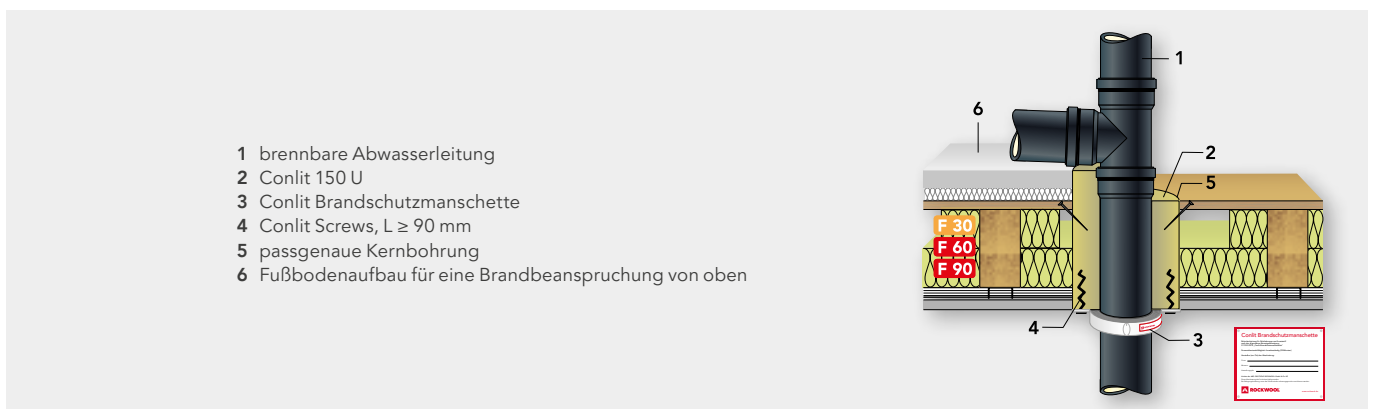 1 brennbare Abwasserleitung
2 Conlit 150 U
3 Conlit Brandschutzmanschette
4 Conlit Screws, L ≥ 90 mm
5 passgenaue Kernbohrung
6 Fußbodenaufbau für eine Brandbeanspruchung von oben
1
6
2
5
F 30
F 60
F 90
4
3
Conlit Brandschutzmanschette
ROCKWOOL